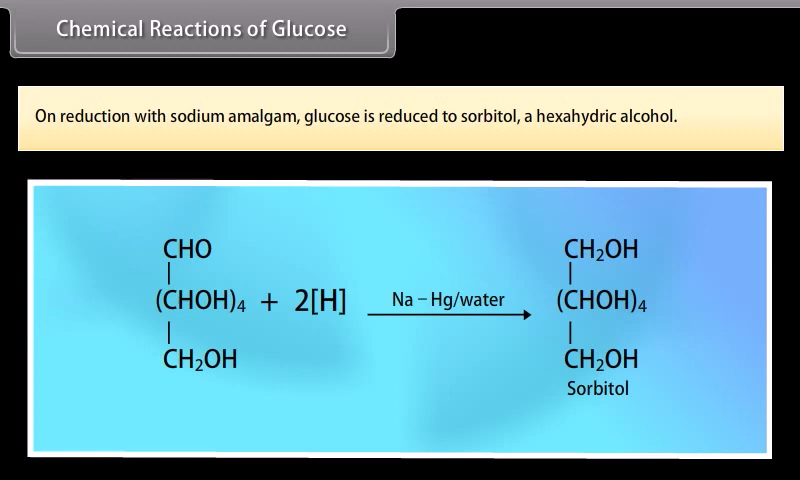 Chemical Reactions of Glucose
On reduction with sodium amalgam, glucose is reduced to sorbitol, a hexahydric alcohol.
CHO
|
(CHOH)₄ + 2[H] Na – Hg/water (CHOH)₄
|
CH₂OH
CH₂OH
|
|
CH₂OH
Sorbitol